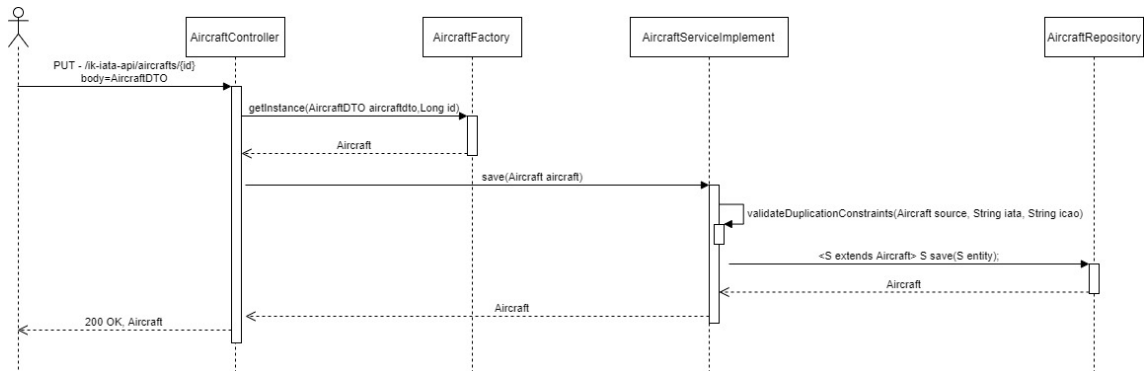 AircraftController
AircraftFactory
AircraftServiceImplement
AircraftRepository
PUT - /ik-iata-api/aircrafts/{id}
body=AircraftDTO
getInstance(AircraftDTO aircraftdto,Long id)
Aircraft
save(Aircraft aircraft)
validateDuplicationConstraints(Aircraft source, String iata, String icao)
<S extends Aircraft> S save(S entity);
Aircraft
Aircraft
200 OK, Aircraft